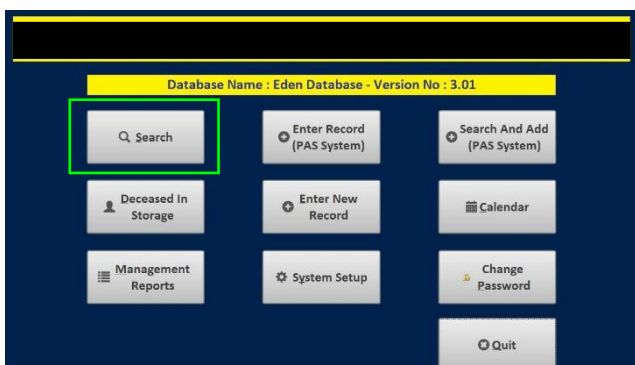 Database Name : Eden Database - Version No : 3.01
Search
Enter Record
(PAS System)
Search And Add
(PAS System)
Deceased In
Storage
Enter New
Record
Calendar
Management
Reports
System Setup
Change
Password
Quit